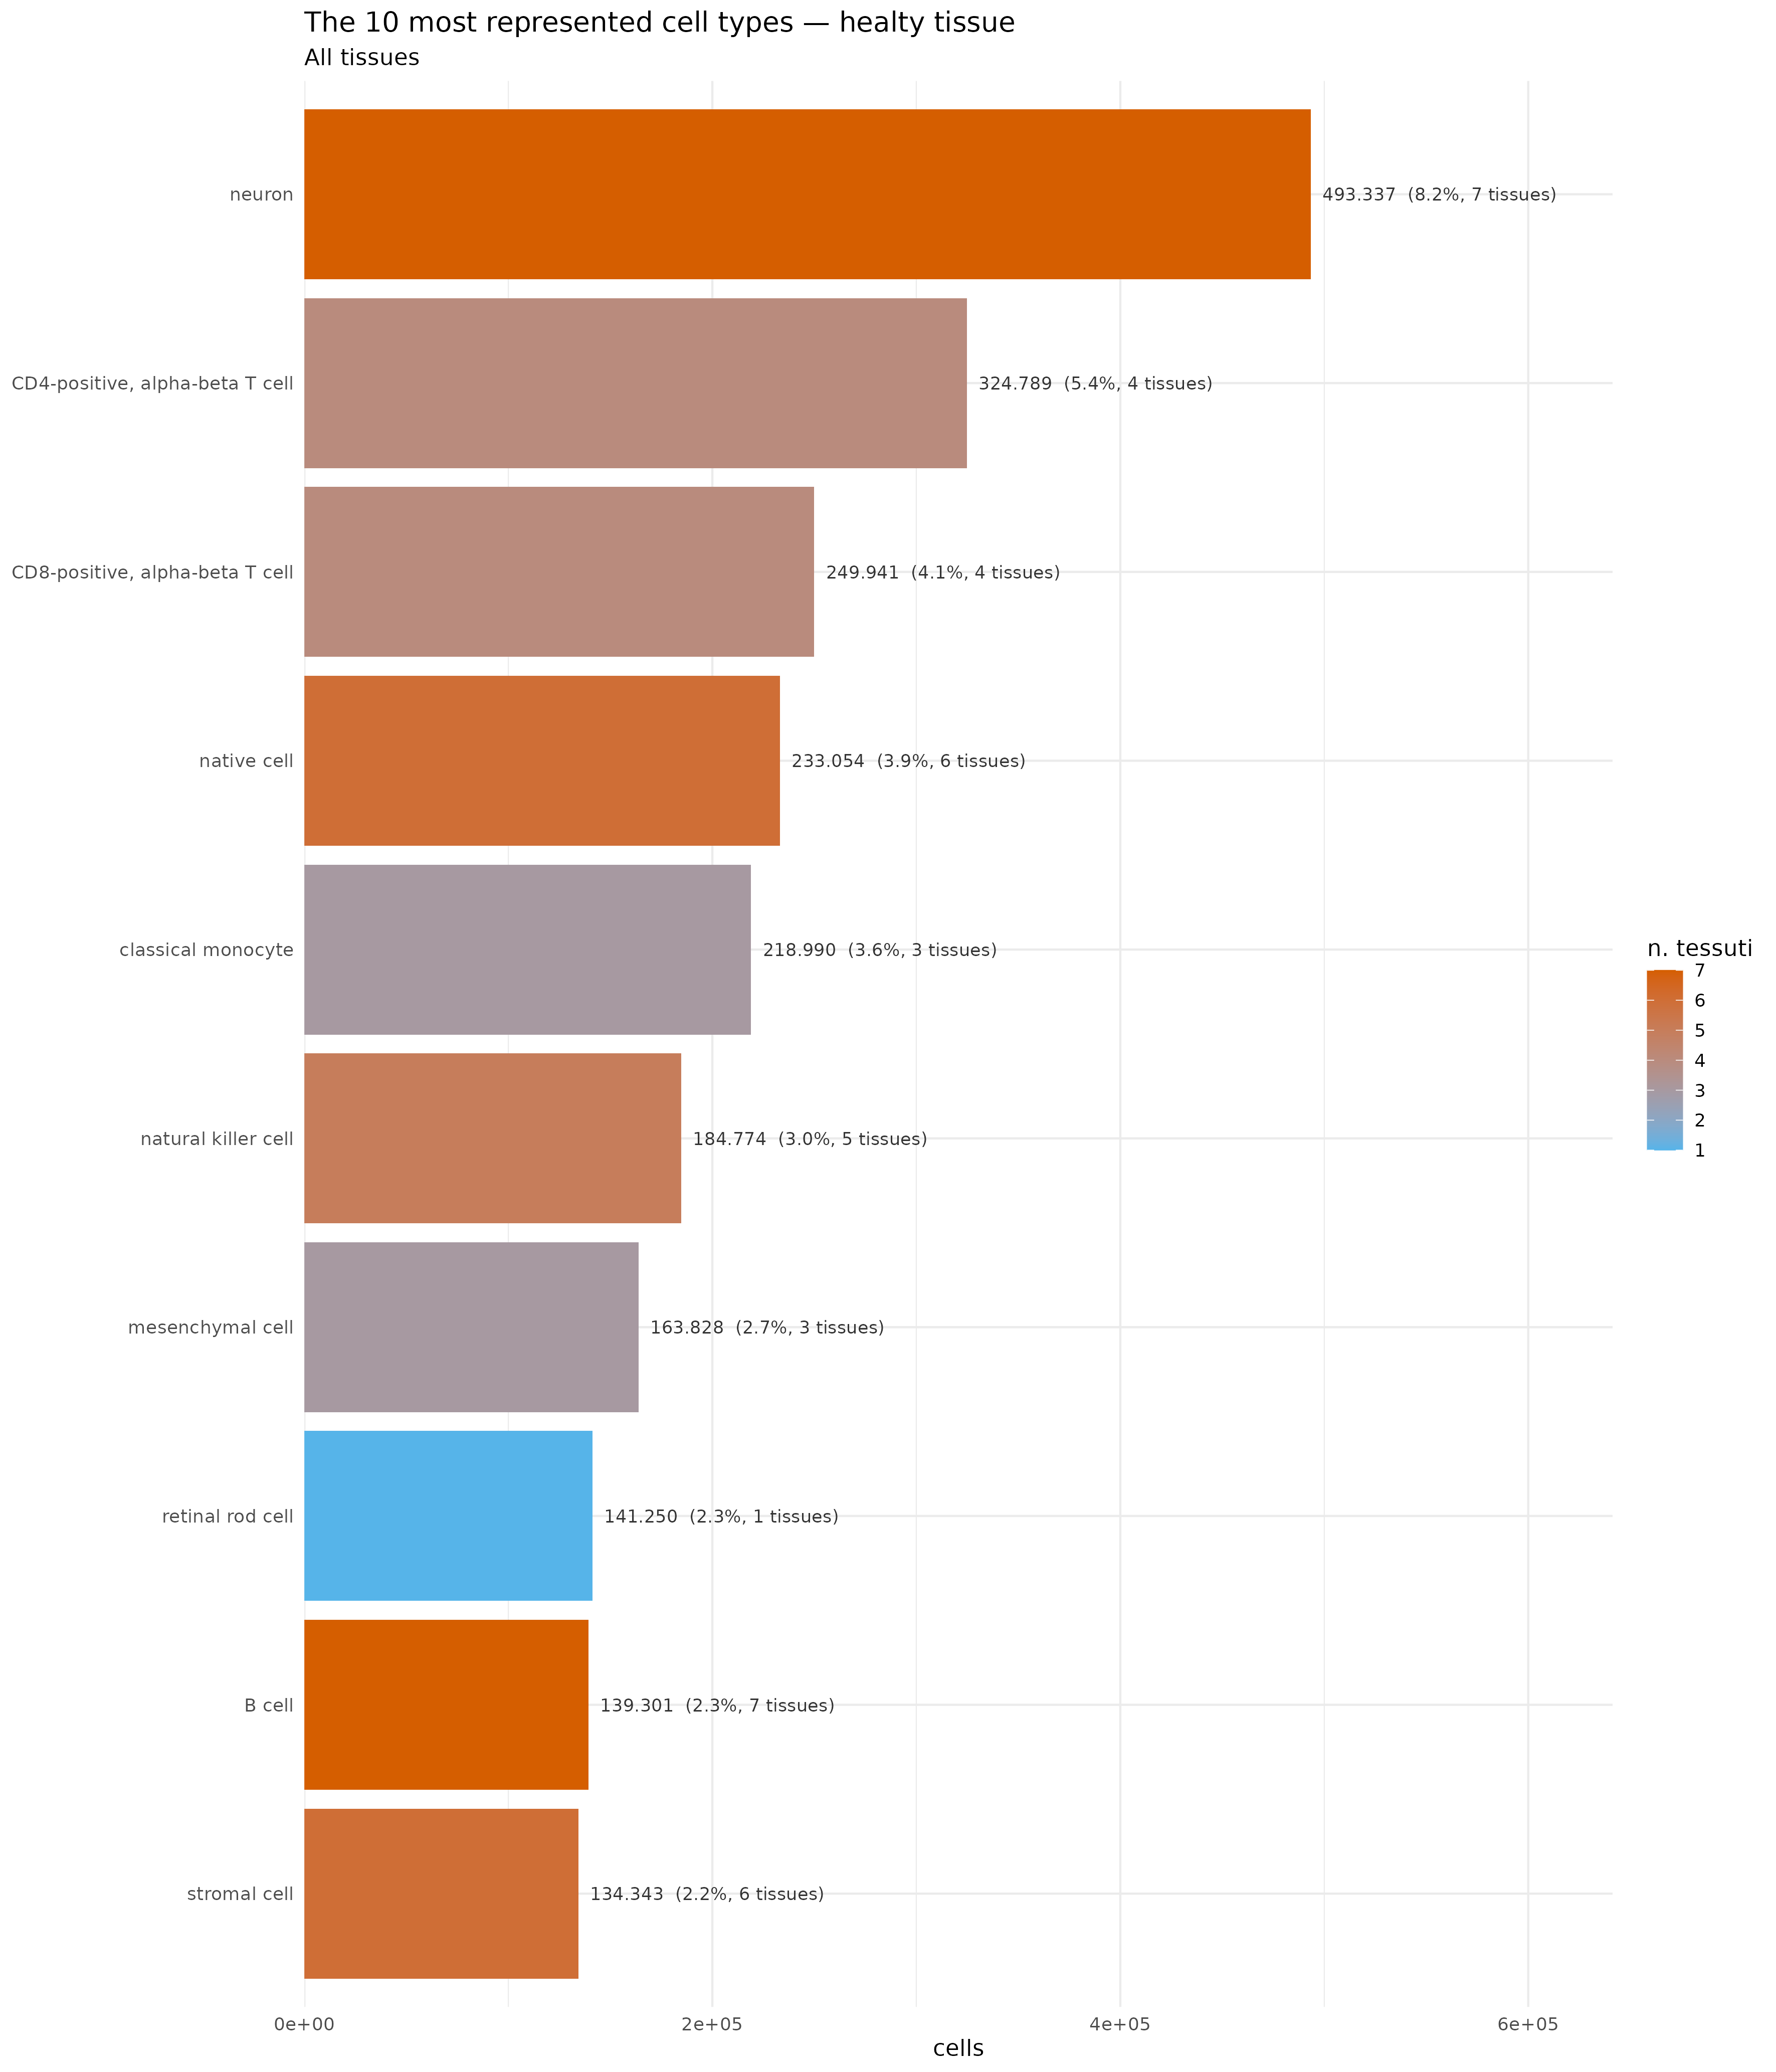 The 10 most represented cell types — healty tissue
All tissues
neuron
493.337  (8.2%, 7 tissues)
CD4-positive, alpha-beta T cell
324.789  (5.4%, 4 tissues)
CD8-positive, alpha-beta T cell
249.941  (4.1%, 4 tissues)
native cell
233.054  (3.9%, 6 tissues)
classical monocyte
218.990  (3.6%, 3 tissues)
natural killer cell
184.774  (3.0%, 5 tissues)
mesenchymal cell
163.828  (2.7%, 3 tissues)
retinal rod cell
141.250  (2.3%, 1 tissues)
B cell
139.301  (2.3%, 7 tissues)
stromal cell
134.343  (2.2%, 6 tissues)
0e+00 2e+05 4e+05 6e+05
cells
n. tessuti
7
6
5
4
3
2
1